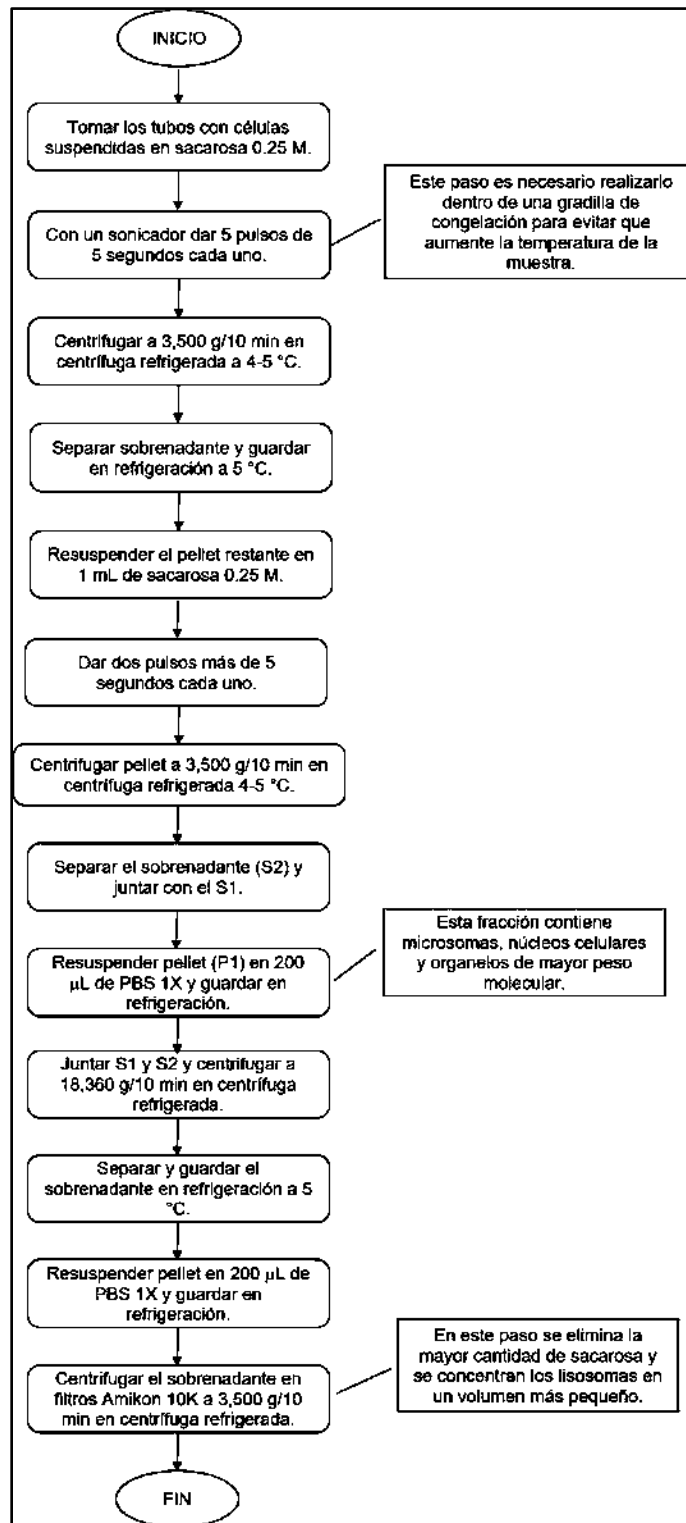 INICIO
Tomar los tubos con células
suspendidas en sacarosa 0.25 M.
Este paso es necesario realizarlo
dentro de una gradilla de
congelación para evitar que
aumente la temperatura de la
muestra.
Con un sonicador dar 5 pulsos de
5 segundos cada uno.
Centrifugar a 3,500 g/10 min en
centrífuga refrigerada a 4-5 °C.
Separar sobrenadante y guardar
en refrigeración a 5 °C.
Resuspender el pellet restante en
1 mL de sacarosa 0.25 M.
Dar dos pulsos más de 5
segundos cada uno.
Centrifugar pellet a 3,500 g/10 min en
centrífuga refrigerada 4-5 °C.
Separar el sobrenadante (S2) y
juntar con el S1.
Esta fracción contiene
microsomas, núcleos celulares
y organelos de mayor peso
molecular.
Resuspender pellet (P1) en 200
µL de PBS 1X y guardar en
refrigeración.
Juntar S1 y S2 y centrifugar a
18,360 g/10 min en centrífuga
refrigerada.
Separar y guardar el
sobrenadante en refrigeración a 5
°C.
Resuspender pellet en 200 µL de
PBS 1X y guardar en
refrigeración.
En este paso se elimina la
mayor cantidad de sacarosa y
se concentran los lisosomas en
un volumen más pequeño.
Centrifugar el sobrenadante en
filtros Amikon 10K a 3,500 g/10
min en centrífuga refrigerada.
FIN